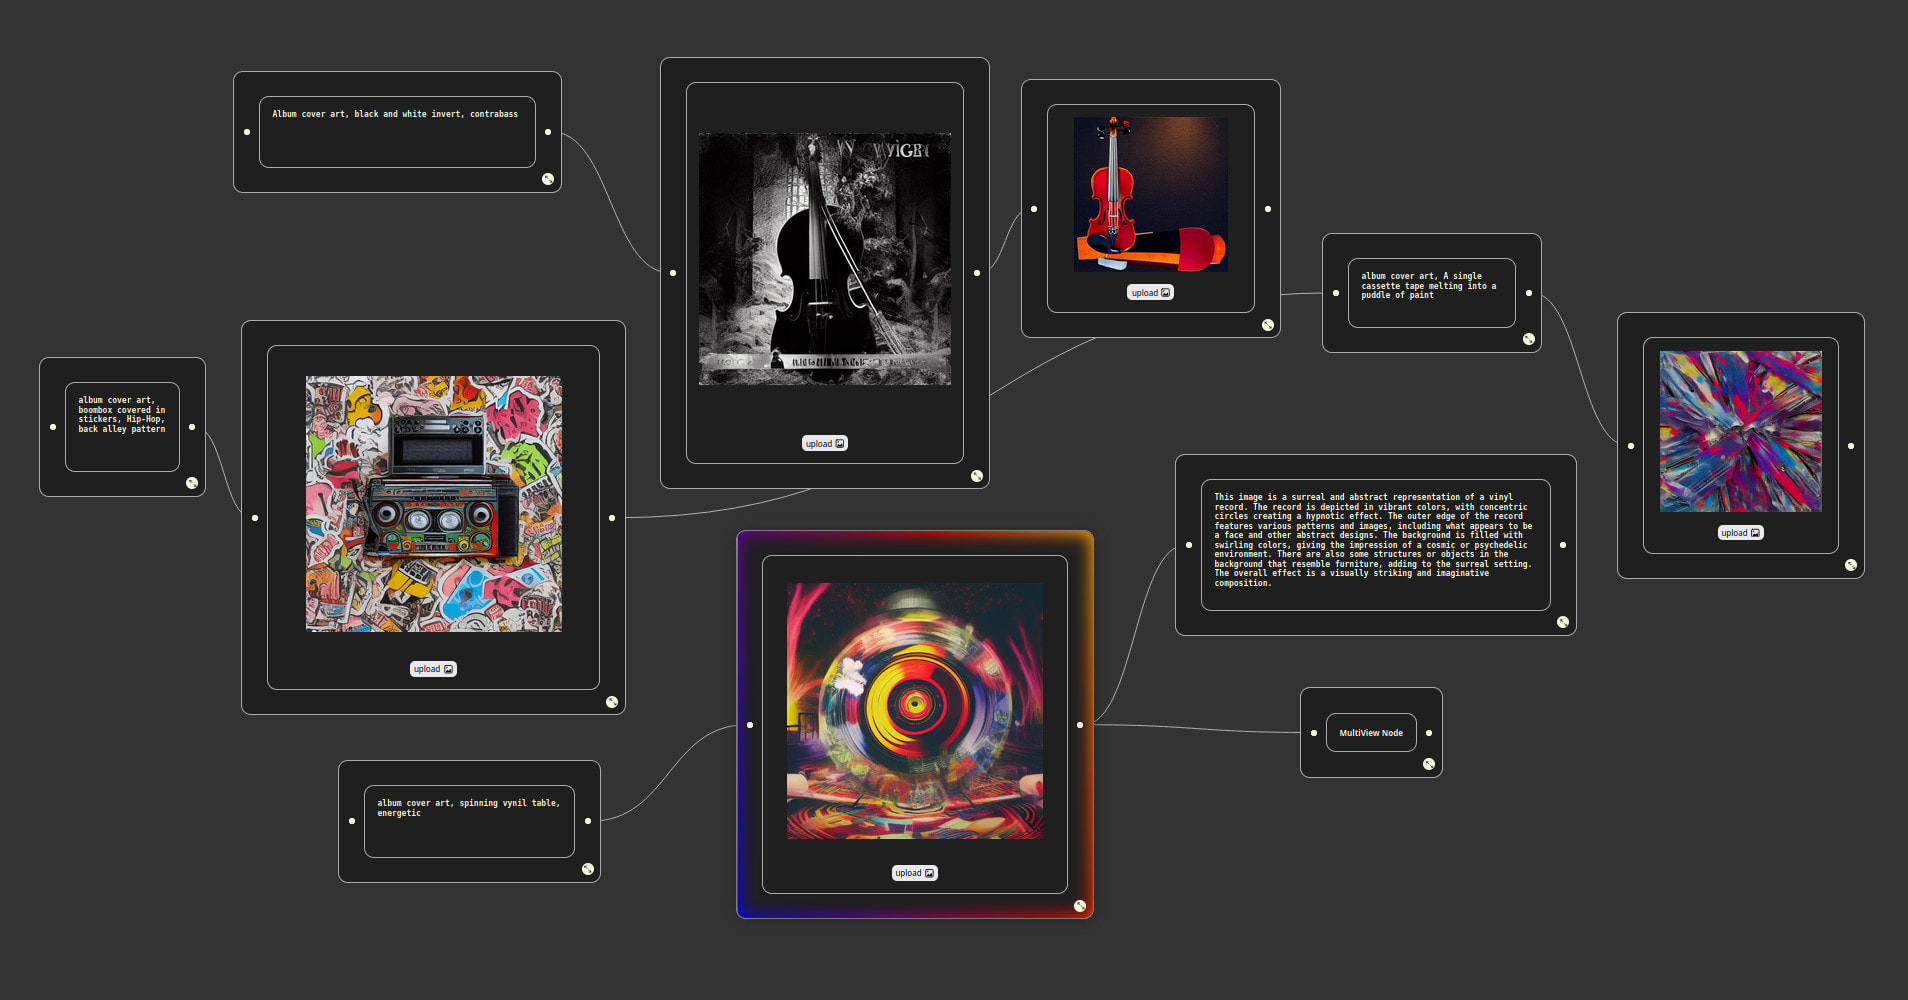 Album cover art, black and white invert, contrabass
upload
upload
album cover art, A single
cassette tape melting into a
puddle of paint
upload
album cover art,
boombox covered in
stickers, Hip-Hop,
back alley pattern
upload
This image is a surreal and abstract representation of a vinyl
record. The record is depicted in vibrant colors, with concentric
circles creating a hypnotic effect. The outer edge of the record
features various patterns and images, including what appears to be
a face and other abstract designs. The background is filled with
swirling colors, giving the impression of a cosmic or psychedelic
environment. There are also some structures or objects in the
background that resemble furniture, adding to the surreal setting.
The overall effect is a visually striking and imaginative
composition.
MultiView Node
album cover art, spinning vynil table,
energetic
upload